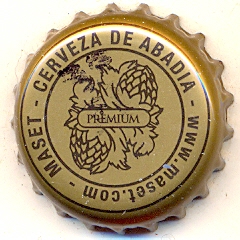 MASET - CERVEZA DE ABADIA - www.maset.com -
PREMIUM